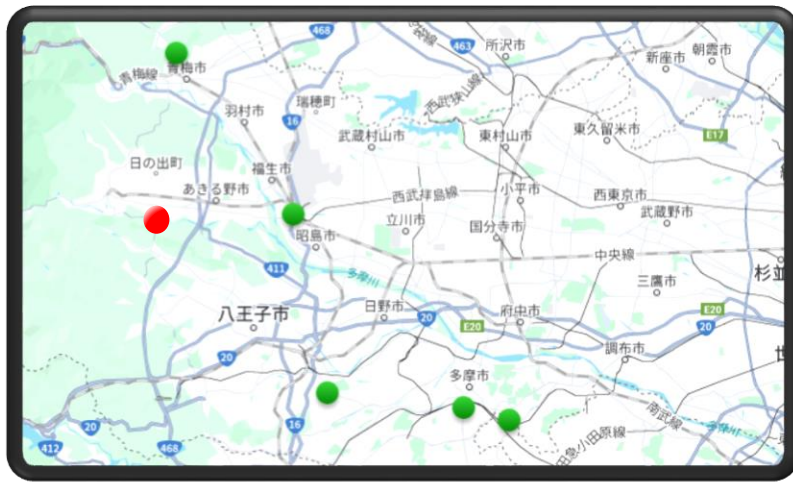 468
463
所沢市
新座市
朝霞市
青梅市
青梅線
西武狭山線
羽村市
瑞穂町
16
武蔵村山市
東村山市
東久留米市
E17
日の出町
福生市
あきる野市
西武拝島線
小平市
西東京市
武蔵野市
立川市
国分寺市
昭島市
中央線
411
多摩川
三鷹市
杉並
八王子市
日野市
20
E20
府中市
E20
20
調布市
20
多摩市
南武線
16
20
多摩川
412
468
急小田原線